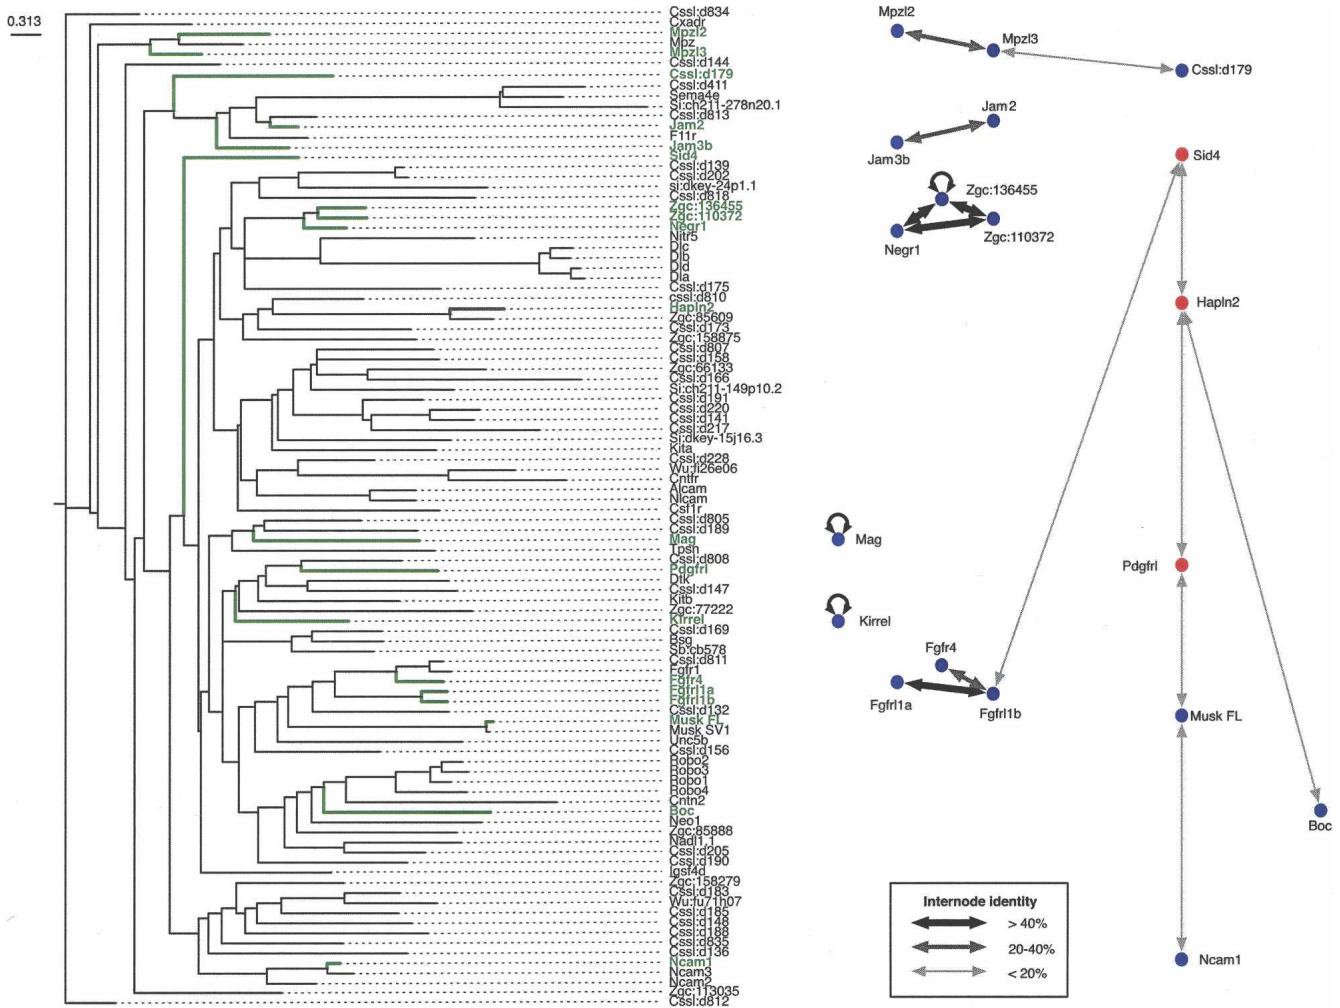 0.313
Cssl:d834
Cxadr
Mpzl2
Mpz
Mpzl3
Cssl:d144
Cssl:d179
Cssl:d411
Sema4e
Si:ch211-278n20.1
Cssl:d813
Jam2
F11r
Jam3b
Sid4
Cssl:d139
Cssl:d202
si:dkey-24p1.1
Cssl:d818
Zgc:136455
Zgc:110372
Negr1
Nitr5
Dlc
Dlb
Dld
Dla
Cssl:d175
cssl:d810
Hapln2
Zgc:85609
Cssl:d173
Zgc:158875
Cssl:d807
Cssl:d158
Zgc:66133
Cssl:d166
Si:ch211-149p10.2
Cssl:d191
Cssl:d220
Cssl:d141
Cssl:d217
Si:dkey-15j16.3
Kita
Cssl:d228
Wu:fi26e06
Cntfr
Alcam
Nlcam
Csf1r
Cssl:d805
Cssl:d189
Mag
Tpsn
Cssl:d808
Pdgfrl
Dtk
Cssl:d147
Kitb
Zgc:77222
Kirrel
Cssl:d169
Bsg
Sb:cb578
Cssl:d811
Fgfr1
Fgfr4
Fgfrl1a
Fgfrl1b
Cssl:d132
Musk FL
Musk SV1
Unc5b
Cssl:d156
Robo2
Robo3
Robo1
Robo4
Cntn2
Boc
Neo1
Zgc:85888
Nadl1.1
Cssl:d205
Cssl:d190
Igsf4d
Zgc:158279
Cssl:d183
Wu:fu71h07
Cssl:d185
Cssl:d148
Cssl:d188
Cssl:d835
Cssl:d136
Ncam1
Ncam3
Ncam2
Zgc:113035
Cssl:d812
Mpzl2
Mpzl3
Cssl:d179
Jam2
Jam3b
Sid4
Zgc:136455
Negr1
Zgc:110372
Hapln2
Mag
Pdgfrl
Kirrel
Fgfr4
Fgfrl1a
Fgfrl1b
Musk FL
Boc
Ncam1
Internode identity
> 40%
20-40%
< 20%